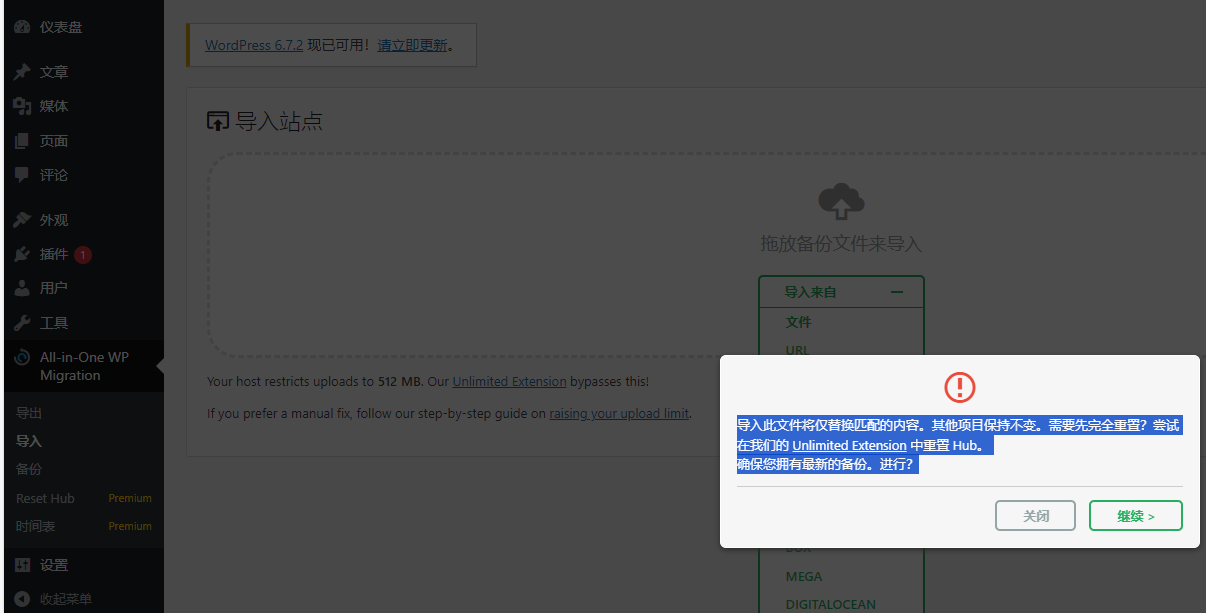 仪表盘
文章
媒体
页面
评论
外观
插件 1
用户
工具
All-in-One WP
Migration
导出
导入
备份
Reset Hub Premium
时间表 Premium
设置
收起菜单
WordPress 6.7.2 现已可用！请立即更新。
导入站点
拖放备份文件来导入
导入来自
文件
URL
Your host restricts uploads to 512 MB. Our Unlimited Extension bypasses this!
If you prefer a manual fix, follow our step-by-step guide on raising your upload limit.
导入此文件将仅替换匹配的内容。其他项目保持不变。需要先完全重置？尝试
在我们的 Unlimited Extension 中重置 Hub。
确保您拥有最新的备份。进行？
关闭
继续 >
BOX
MEGA
DIGITALOCEAN